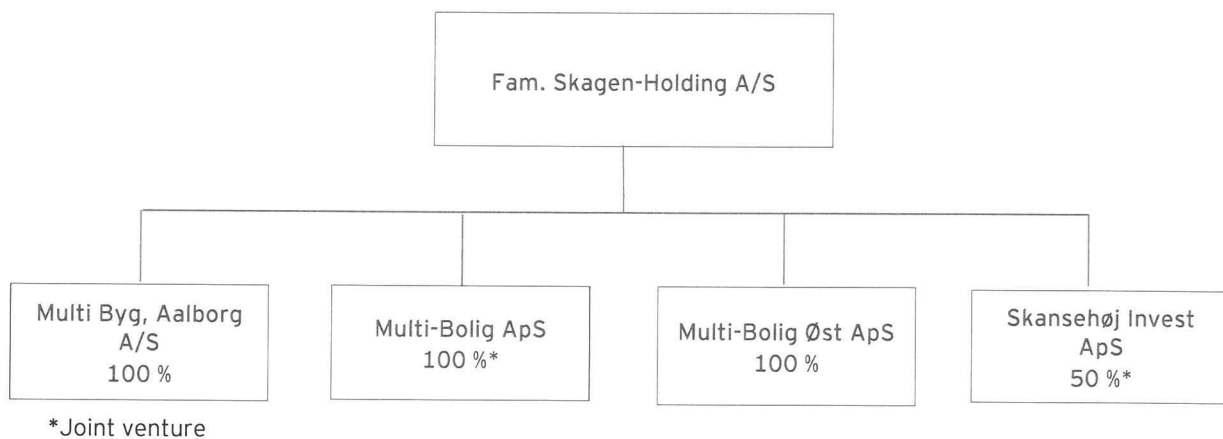 Fam. Skagen-Holding A/S
Multi Byg, Aalborg
A/S
100 %
Multi-Bolig ApS
100 %*
Multi-Bolig Øst ApS
100 %
Skansehøj Invest
ApS
50 %*
*Joint venture